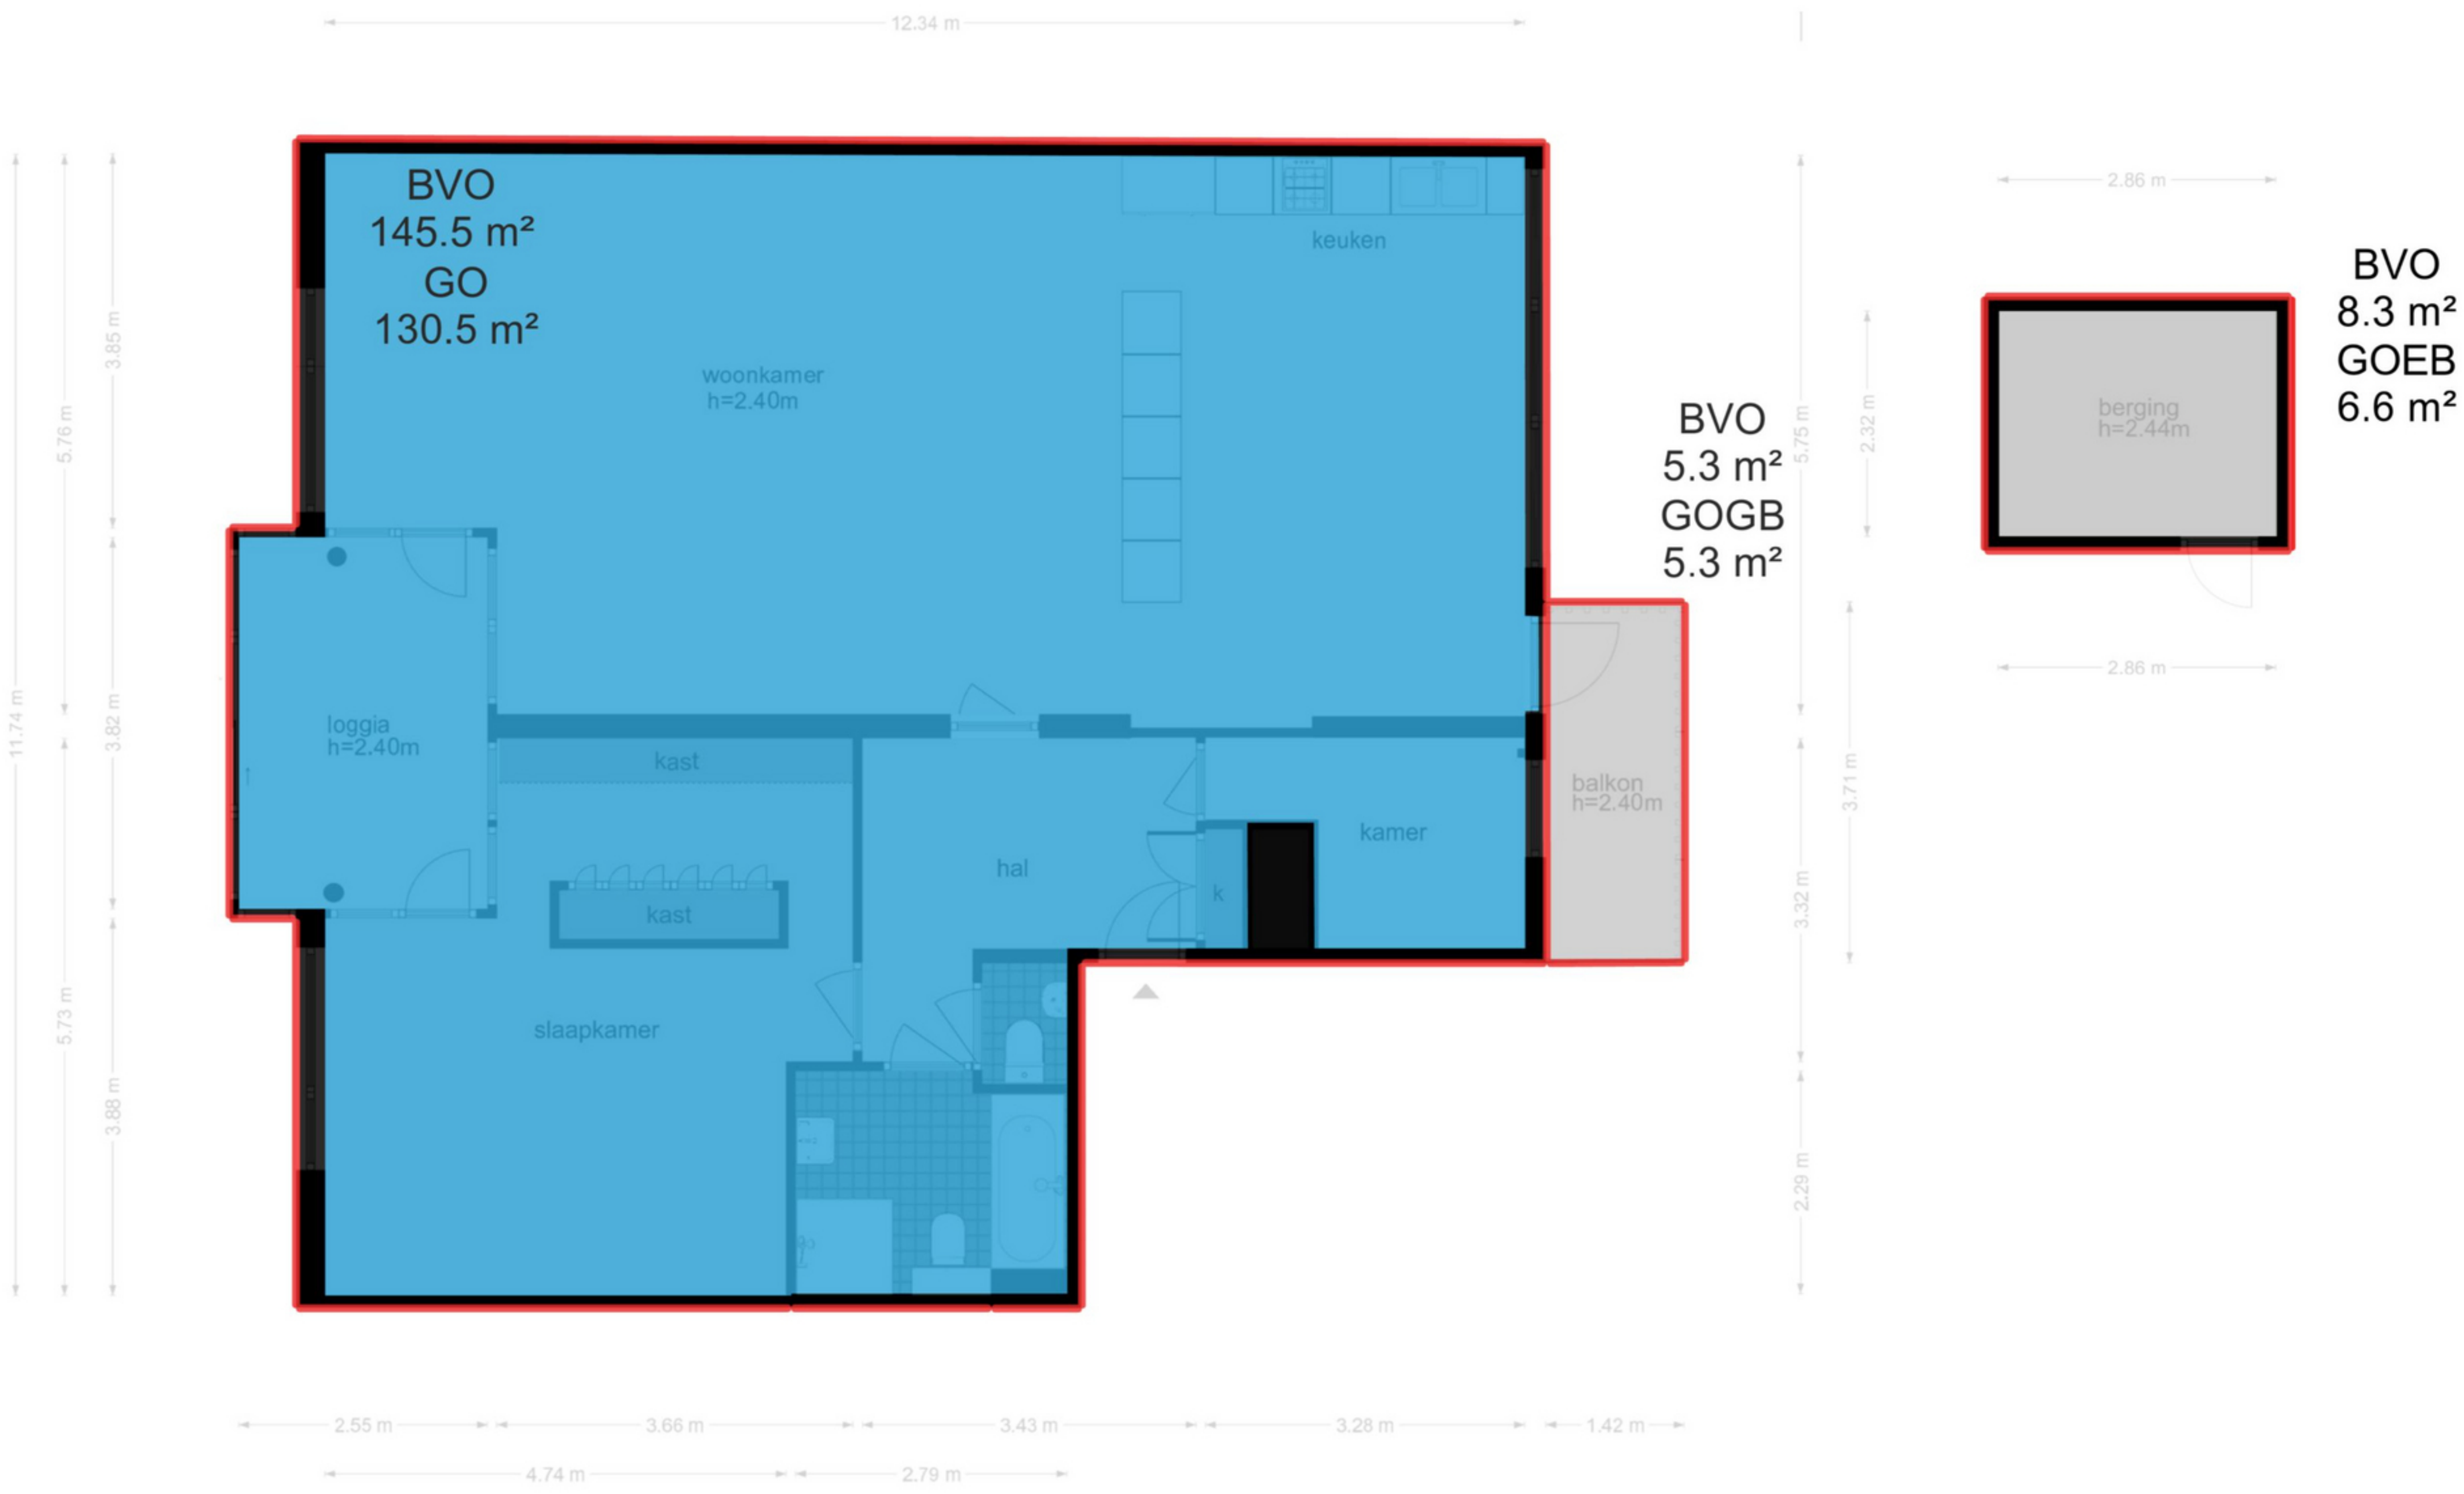 12.34 m
BVO
145.5 m²
GO
130.5 m²
keuken
woonkamer
h=2.40m
2.86 m
BVO
8.3 m²
GOEB
6.6 m²
berging
h=2.44m
2.32 m
2.86 m
BVO
5.3 m²
GOGB
5.3 m²
5.75 m
3.85 m
5.76 m
11.74 m
3.82 m
loggia
h=2.40m
kast
kast
hal
k
kamer
balkon
h=2.40m
3.71 m
3.32 m
slaapkamer
5.73 m
3.88 m
2.29 m
2.55 m
3.66 m
3.43 m
3.28 m
1.42 m
4.74 m
2.79 m